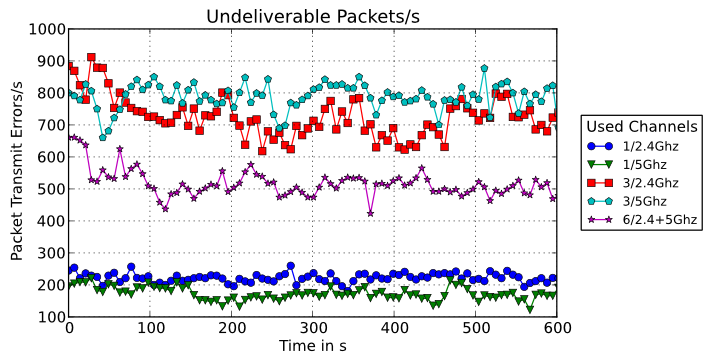 Undeliverable Packets/s
Packet Transmit Errors/s
1000
900
800
700
600
500
400
300
200
100
0
100
200
300
400
500
600
Time in s
Used Channels
1/2.4Ghz
1/5Ghz
3/2.4Ghz
3/5Ghz
6/2.4+5Ghz